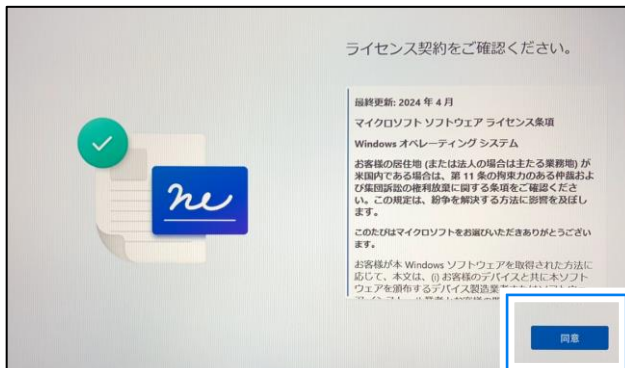 ライセンス契約をご確認ください。
最終更新: 2024 年 4 月
マイクロソフト ソフトウェア ライセンス条項
Windows オペレーティング システム
お客様の居住地 (または法人の場合は主たる業務地) が
米国内である場合は、第 11 条の拘束力のある仲裁およ
び集団訴訟の権利放棄に関する条項をご確認くださ
い。この規定は、紛争を解決する方法に影響を及ぼし
ます。
このたびはマイクロソフトをお選びいただきありがとうござい
ます。
お客様が本 Windows ソフトウェアを取得された方法に
応じて、本文は、(i) お客様のデバイスと共に本ソフト
ウェアを頒布するデバイス製造業者またはソフトウ
同意